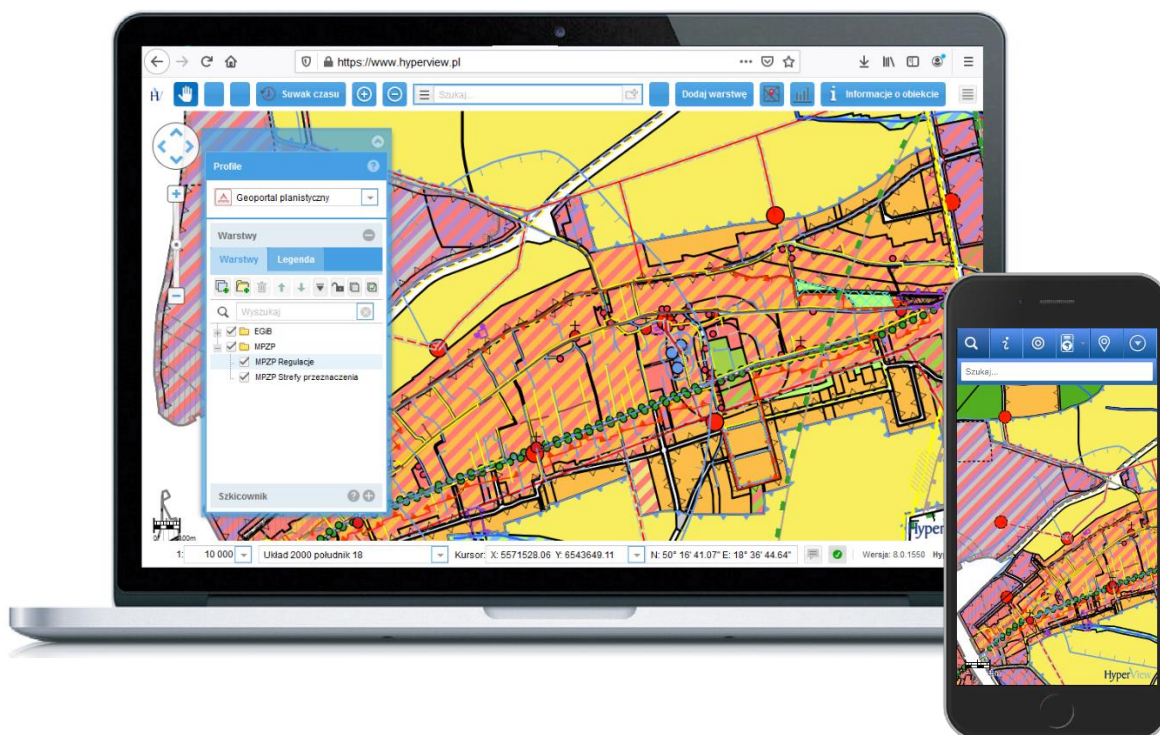 https://www.hyperview.pl
Suwak czasu
Szukaj...
Dodaj warstwę
Informacje o obiekcie
Profile
Geoportal planistyczny
Warstwy
Warstwy Legenda
Wyszukaj
EGiB
MPZP
MPZP Regulacje
MPZP Strefy przeznaczenia
Szkicownik
1: 10 000 Układ 2000 południk 18 Kursor: X: 5571528.06 Y: 6543649.11 N: 50° 16' 41.07" E: 18° 36' 44.64" Wersja: 8.0.1550
Szukaj...
HyperView